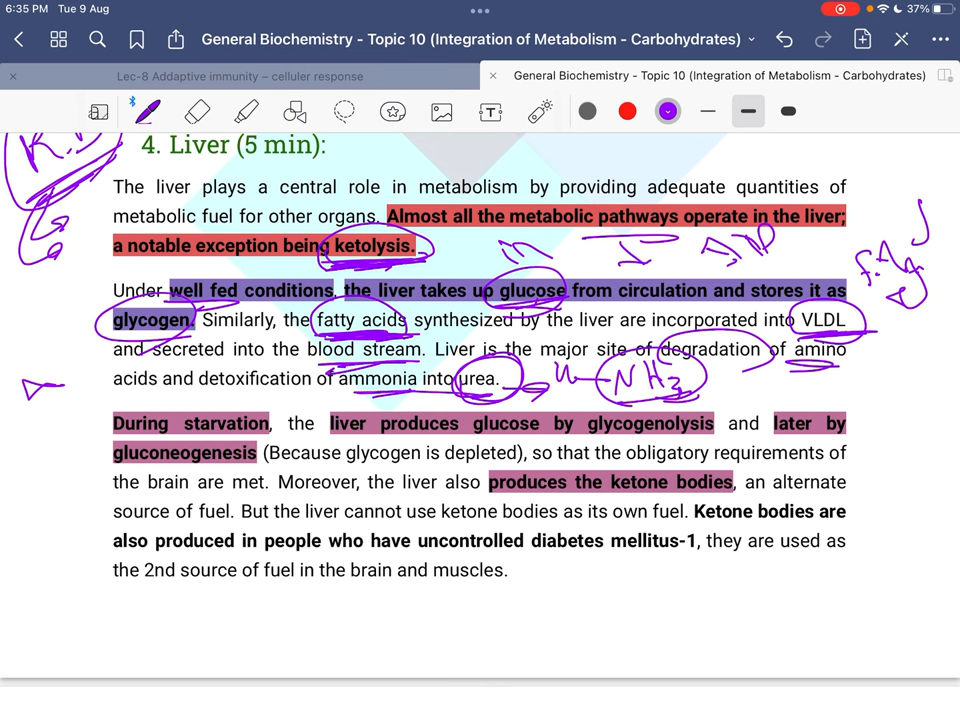 6:35 PM Tue 9 Aug 37%
General Biochemistry - Topic 10 (Integration of Metabolism - Carbohydrates)
Lec-8 Addaptive immunity – celluler response
General Biochemistry - Topic 10 (Integration of Metabolism - Carbohydrates)
4. Liver (5 min):
The liver plays a central role in metabolism by providing adequate quantities of
metabolic fuel for other organs. Almost all the metabolic pathways operate in the liver;
a notable exception being ketolysis.
Under well fed conditions, the liver takes up glucose from circulation and stores it as
glycogen. Similarly, the fatty acids synthesized by the liver are incorporated into VLDL
and secreted into the blood stream. Liver is the major site of degradation of amino
acids and detoxification of ammonia into urea.
NH3
During starvation, the liver produces glucose by glycogenolysis and later by
gluconeogenesis (Because glycogen is depleted), so that the obligatory requirements of
the brain are met. Moreover, the liver also produces the ketone bodies, an alternate
source of fuel. But the liver cannot use ketone bodies as its own fuel. Ketone bodies are
also produced in people who have uncontrolled diabetes mellitus-1, they are used as
the 2nd source of fuel in the brain and muscles.